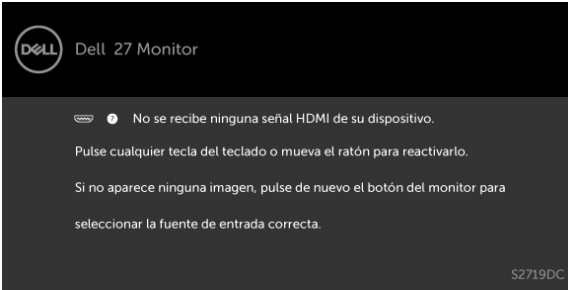 DELL Dell 27 Monitor
? No se recibe ninguna señal HDMI de su dispositivo.
Pulse cualquier tecla del teclado o mueva el ratón para reactivarlo.
Si no aparece ninguna imagen, pulse de nuevo el botón del monitor para
seleccionar la fuente de entrada correcta.
S2719DC